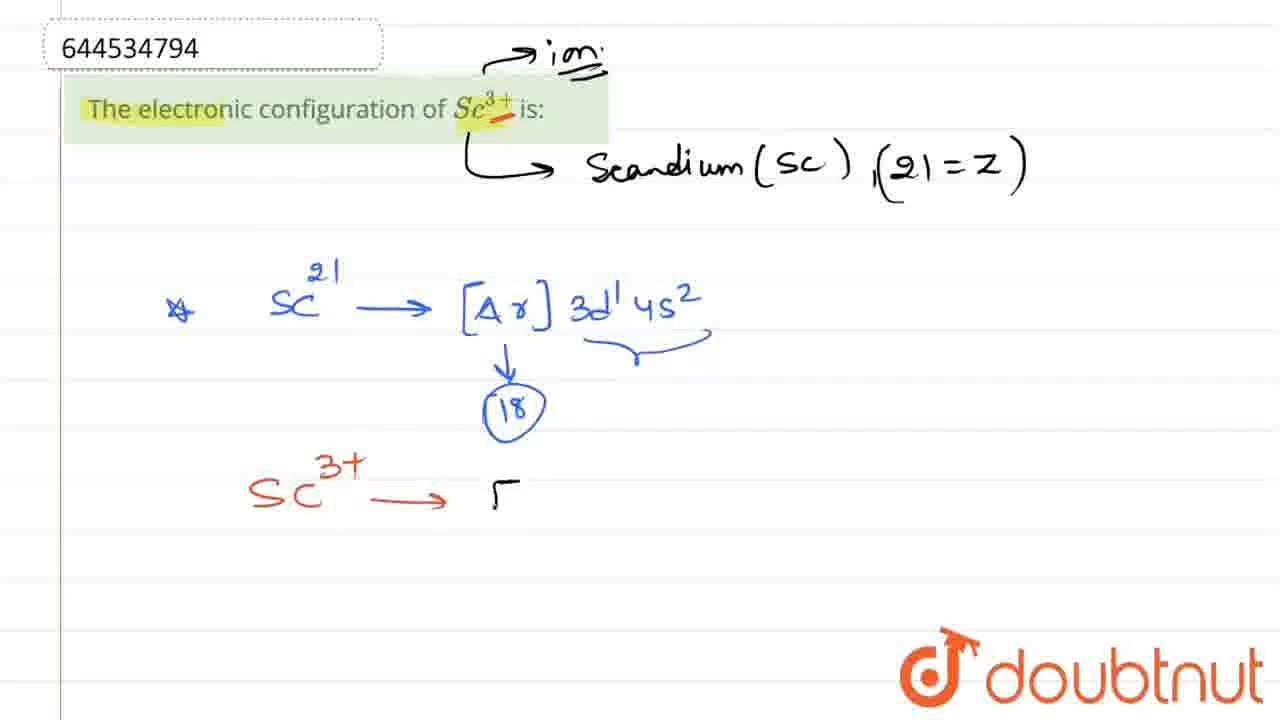 644534794
→ ion.
The electronic configuration of Sc³⁺ is:
→ Scandium (SC), (21 = Z)
☆ SC²¹ → [Ar] 3d¹ 4s²
↓
18
SC³⁺ → [
doubtnut